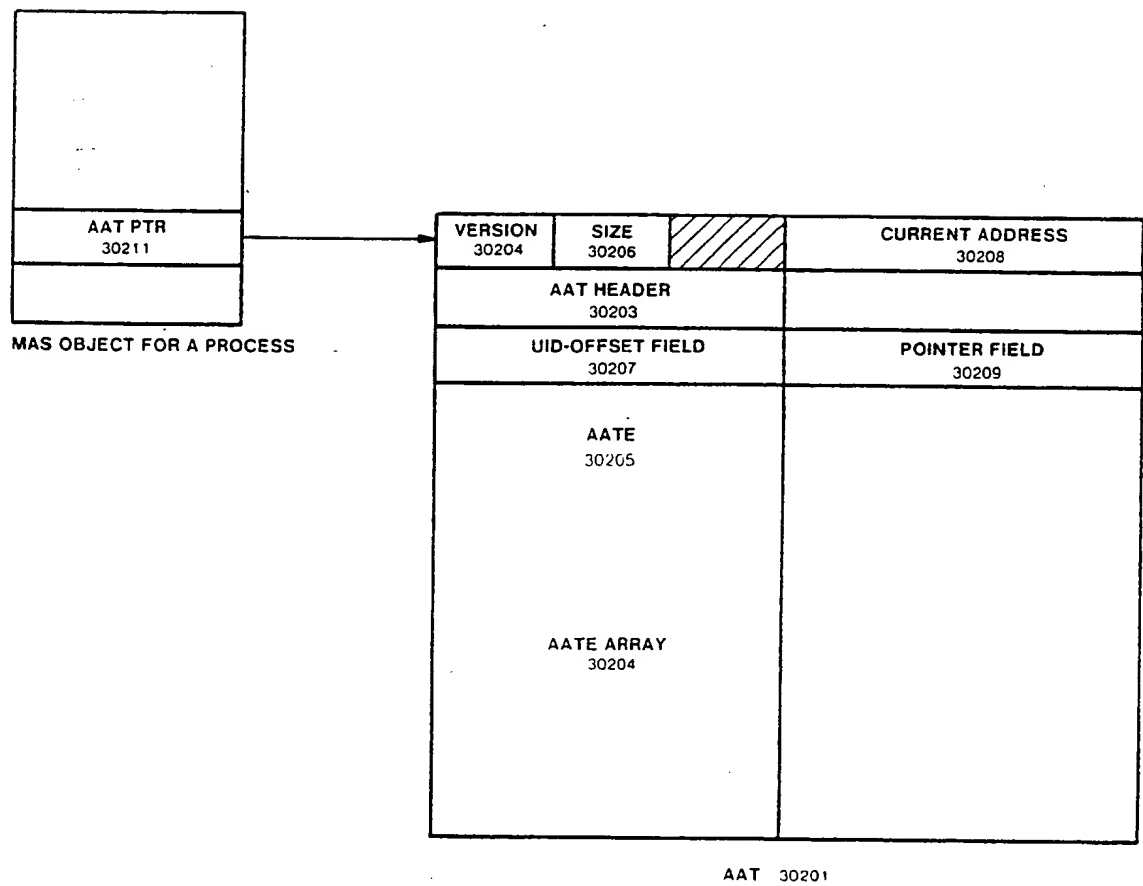 AAT PTR
30211
MAS OBJECT FOR A PROCESS
VERSION
30204
SIZE
30206
CURRENT ADDRESS
30208
AAT HEADER
30203
UID-OFFSET FIELD
30207
POINTER FIELD
30209
AATE
30205
AATE ARRAY
30204
AAT 30201